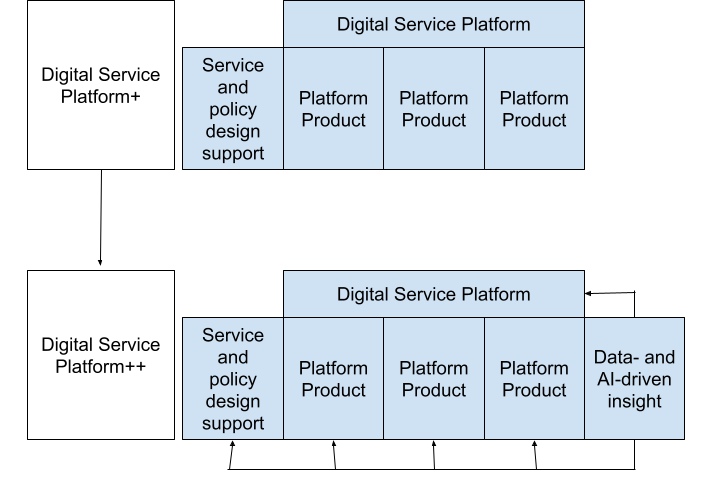 Digital Service
Platform+
Digital Service Platform
Service
and
policy
design
support
Platform
Product
Platform
Product
Platform
Product
Digital Service
Platform++
Digital Service Platform
Service
and
policy
design
support
Platform
Product
Platform
Product
Platform
Product
Data- and
AI-driven
insight